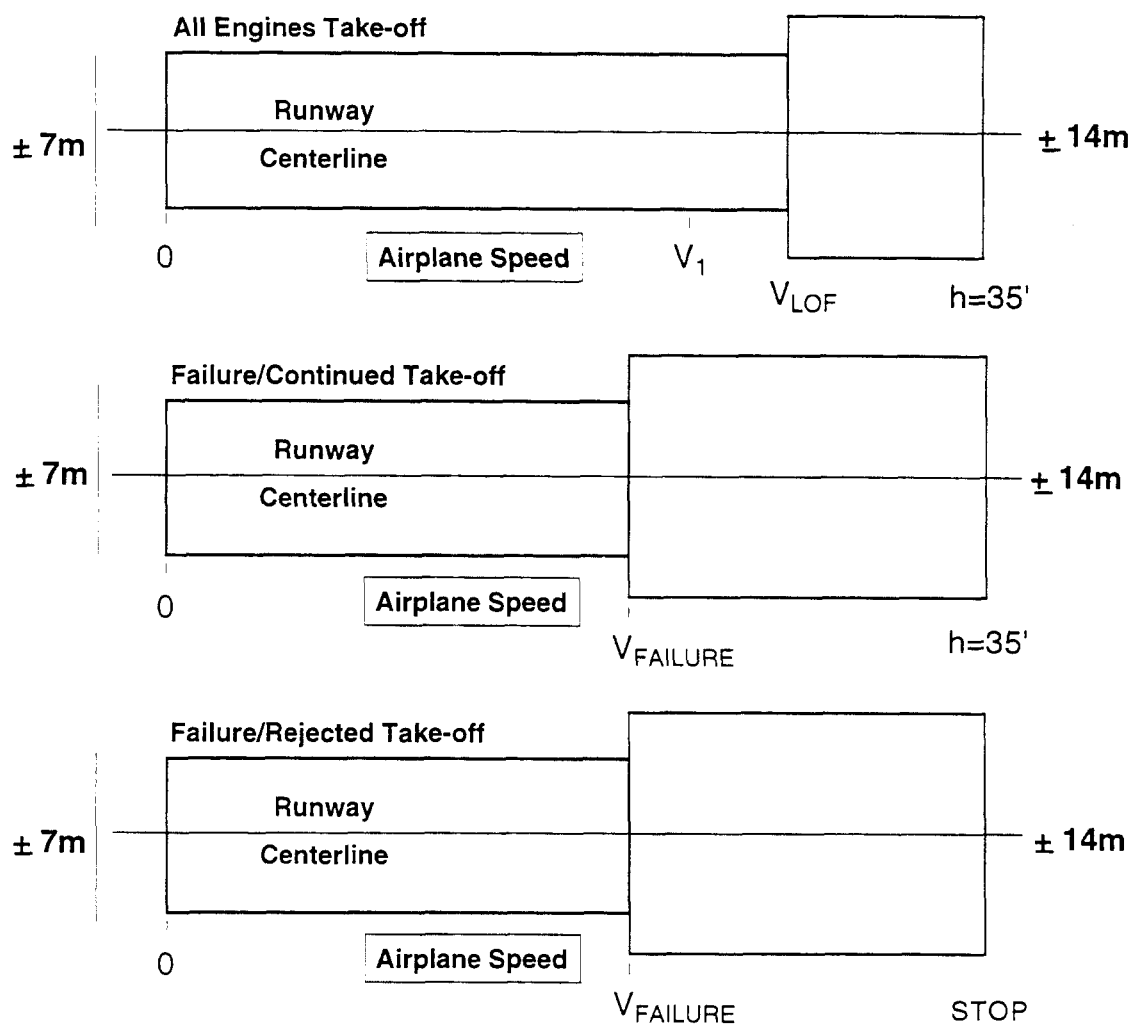 All Engines Take-off
Runway
± 7m
± 14m
Centerline
0
Airplane Speed
V1
VLOF
h=35'
Failure/Continued Take-off
Runway
± 7m
± 14m
Centerline
0
Airplane Speed
VFAILURE
h=35'
Failure/Rejected Take-off
Runway
± 7m
± 14m
Centerline
0
Airplane Speed
VFAILURE
STOP